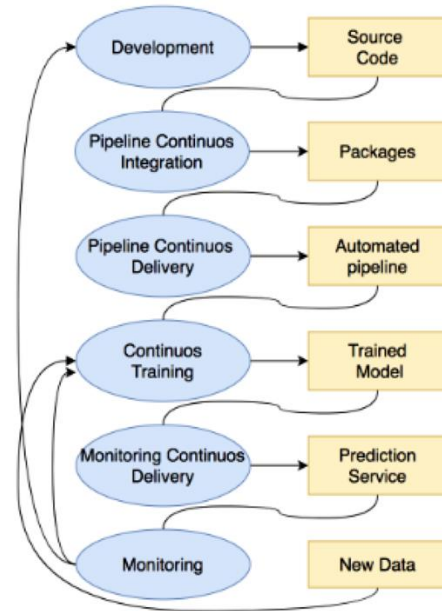 Development
Source
Code
Pipeline Continuos
Integration
Packages
Pipeline Continuos
Delivery
Automated
pipeline
Continuos
Training
Trained
Model
Monitoring Continuos
Delivery
Prediction
Service
Monitoring
New Data